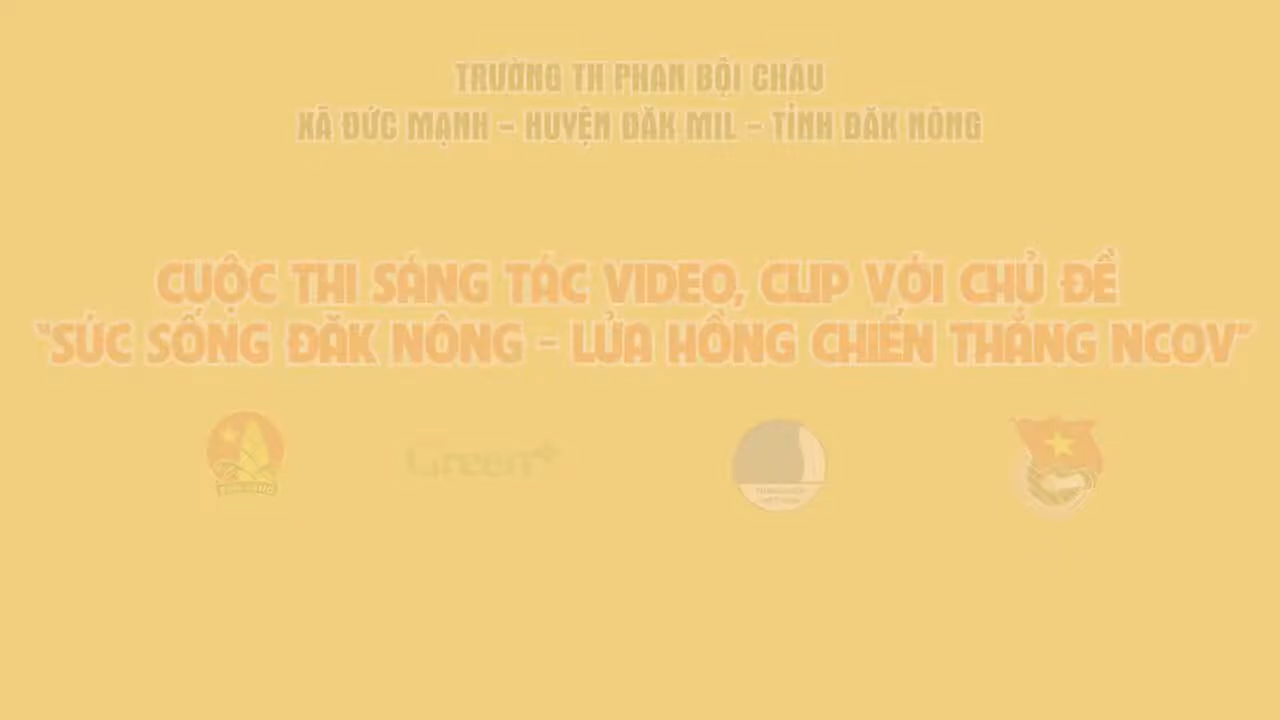 TRƯỜNG TH PHAN BỘI CHÂU
XÃ ĐỨC MẠNH - HUYỆN ĐĂK MIL - TỈNH ĐĂK NÔNG
CUỘC THI SÁNG TÁC VIDEO, CLIP VỚI CHỦ ĐỀ
"SỨC SỐNG ĐĂK NÔNG - LỬA HỒNG CHIẾN THẮNG NCOV"
Green+